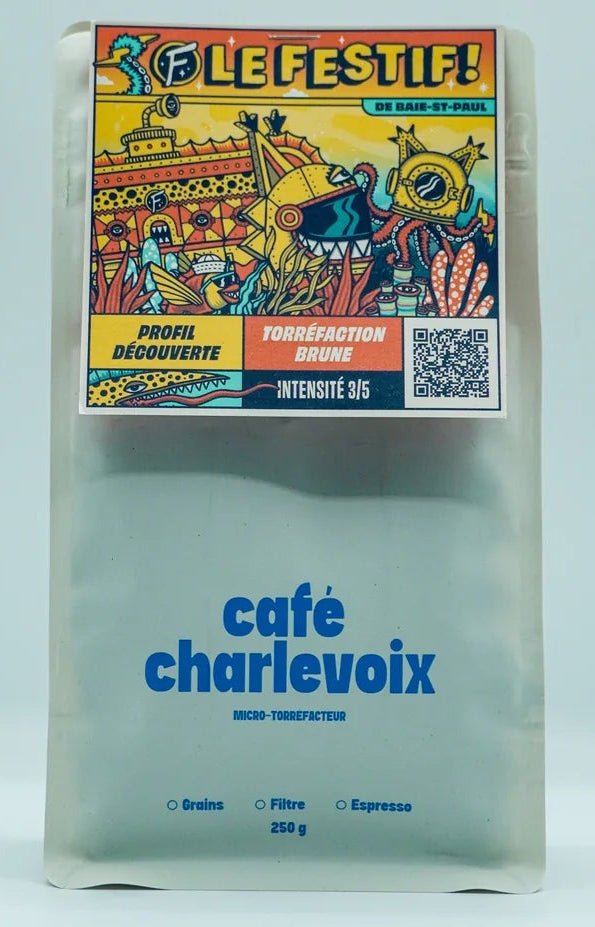 F LE FESTIF!
DE BAIE-ST-PAUL
F
PROFIL
DÉCOUVERTE
TORRÉFACTION
BRUNE
INTENSITÉ 3/5
café
charlevoix
MICRO-TORRÉFACTEUR
Grains Filtre Espresso
250 g